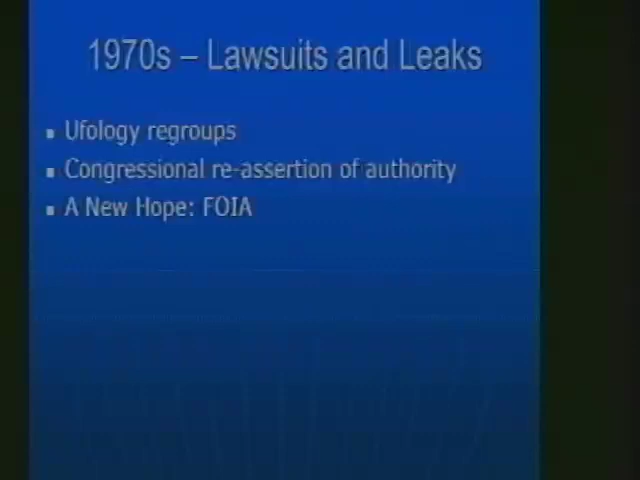 1970s – Lawsuits and Leaks
Ufology regroups
Congressional re-assertion of authority
A New Hope: FOIA